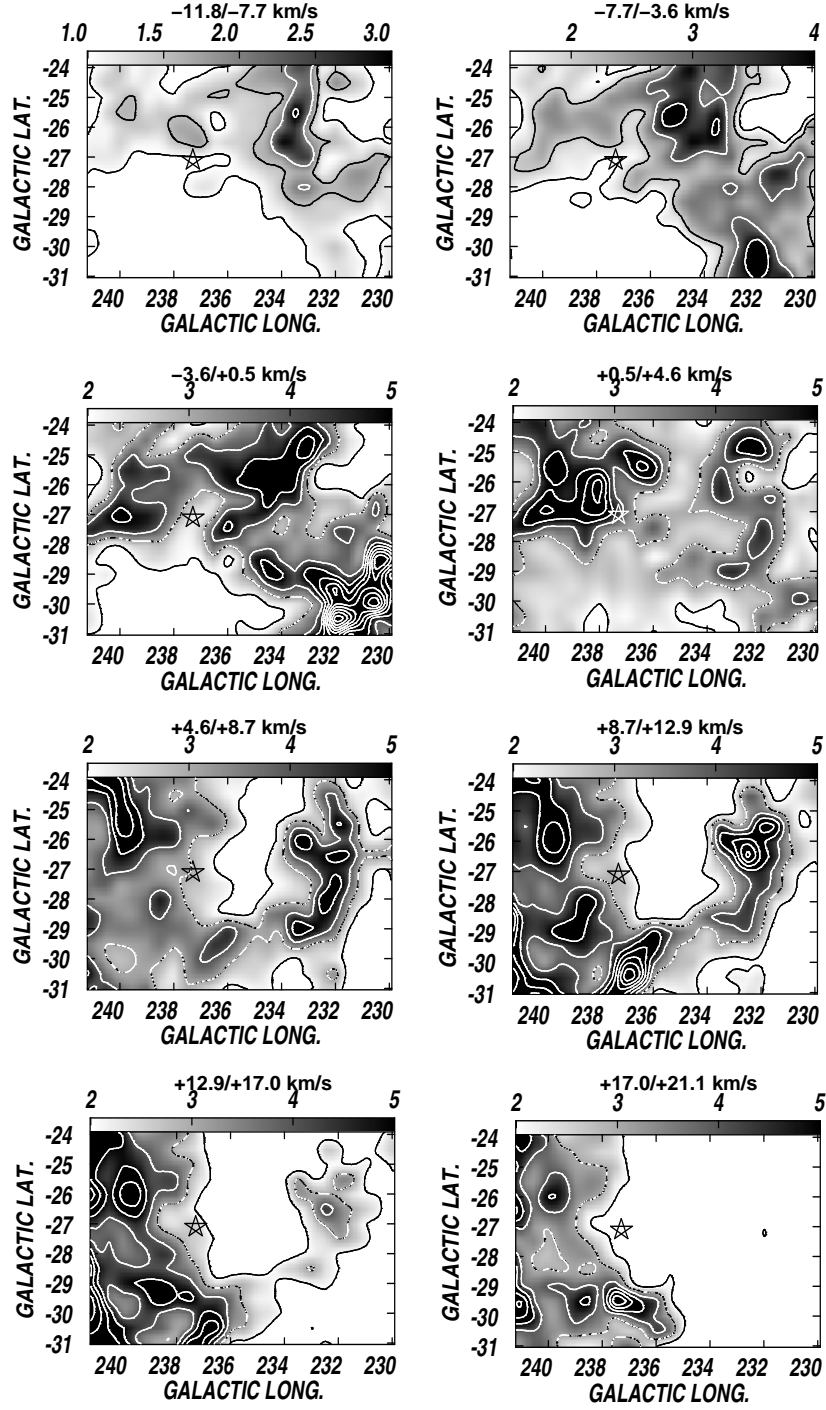 −11.8/−7.7 km/s
1.0 1.5 2.0 2.5 3.0
GALACTIC LAT.
-24
-25
-26
-27
-28
-29
-30
-31
240 238 236 234 232 230
GALACTIC LONG.
−7.7/−3.6 km/s
2 3 4
GALACTIC LAT.
-24
-25
-26
-27
-28
-29
-30
-31
240 238 236 234 232 230
GALACTIC LONG.
−3.6/+0.5 km/s
2 3 4 5
GALACTIC LAT.
-24
-25
-26
-27
-28
-29
-30
-31
240 238 236 234 232 230
GALACTIC LONG.
+0.5/+4.6 km/s
2 3 4 5
GALACTIC LAT.
-24
-25
-26
-27
-28
-29
-30
-31
240 238 236 234 232 230
GALACTIC LONG.
+4.6/+8.7 km/s
2 3 4 5
GALACTIC LAT.
-24
-25
-26
-27
-28
-29
-30
-31
240 238 236 234 232 230
GALACTIC LONG.
+8.7/+12.9 km/s
2 3 4 5
GALACTIC LAT.
-24
-25
-26
-27
-28
-29
-30
-31
240 238 236 234 232 230
GALACTIC LONG.
+12.9/+17.0 km/s
2 3 4 5
GALACTIC LAT.
-24
-25
-26
-27
-28
-29
-30
-31
240 238 236 234 232 230
GALACTIC LONG.
+17.0/+21.1 km/s
2 3 4 5
GALACTIC LAT.
-24
-25
-26
-27
-28
-29
-30
-31
240 238 236 234 232 230
GALACTIC LONG.